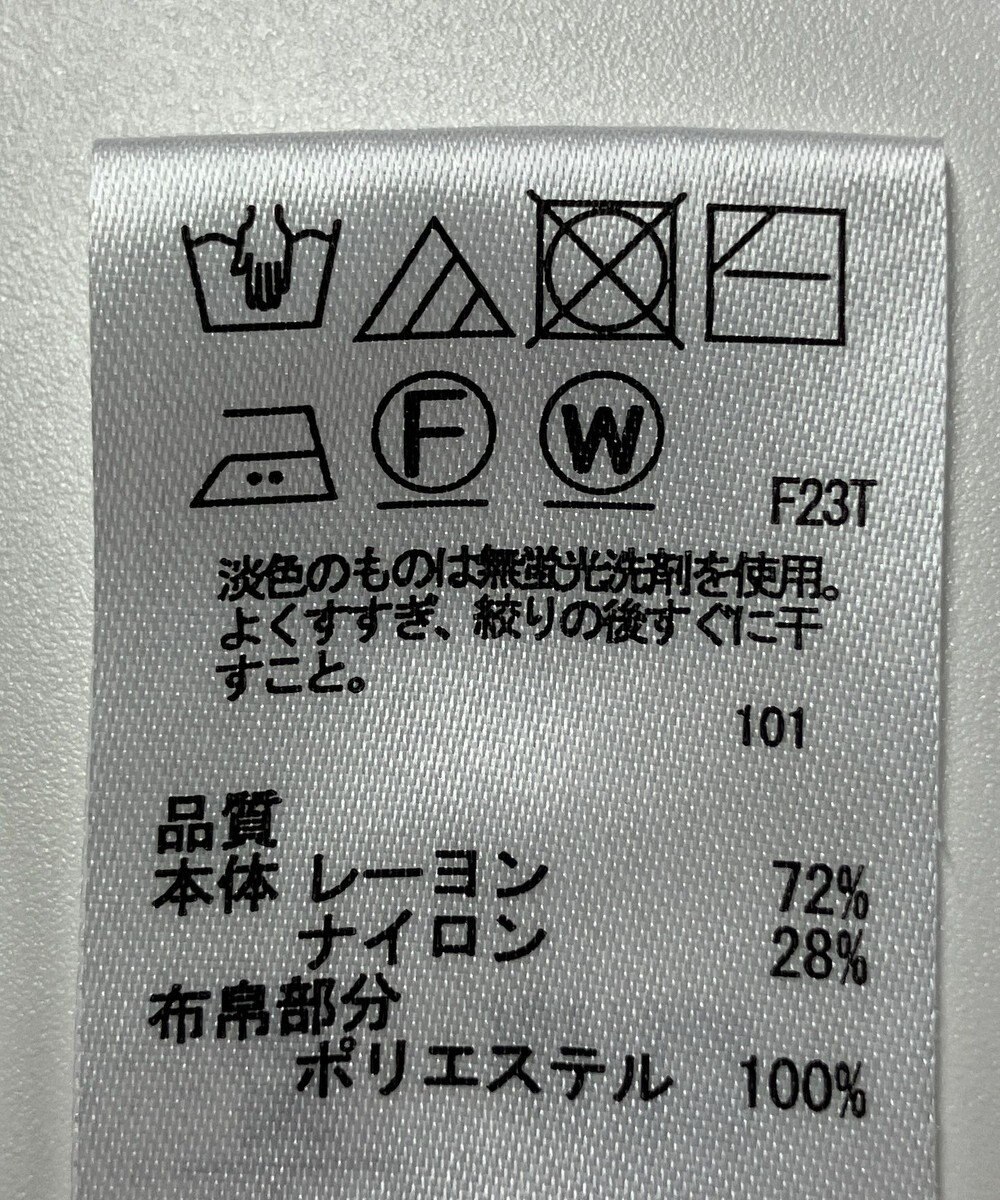 F
W
F23T
淡色のものは無蛍光洗剤を使用。
よくすすぎ、絞りの後すぐに干
すこと。
101
品質
本体 レーヨン 72%
ナイロン 28%
布帛部分
ポリエステル 100%